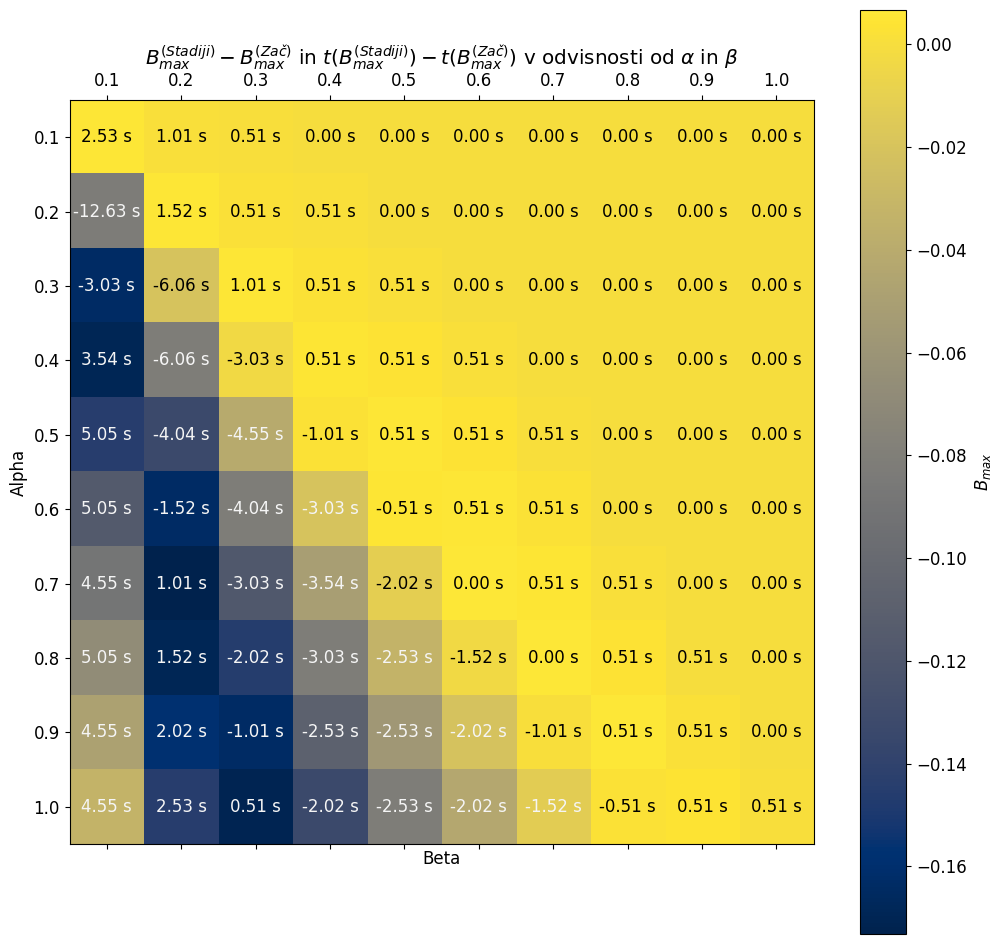 B_{max}^{(Stadiji)} − B_{max}^{(Zač)} in t(B_{max}^{(Stadiji)}) − t(B_{max}^{(Zač)}) v odvisnosti od α in β
0.1 0.2 0.3 0.4 0.5 0.6 0.7 0.8 0.9 1.0
0.1 2.53 s 1.01 s 0.51 s 0.00 s 0.00 s 0.00 s 0.00 s 0.00 s 0.00 s 0.00 s
0.2 -12.63 s 1.52 s 0.51 s 0.51 s 0.00 s 0.00 s 0.00 s 0.00 s 0.00 s 0.00 s
0.3 -3.03 s -6.06 s 1.01 s 0.51 s 0.51 s 0.00 s 0.00 s 0.00 s 0.00 s 0.00 s
0.4 3.54 s -6.06 s -3.03 s 0.51 s 0.51 s 0.51 s 0.00 s 0.00 s 0.00 s 0.00 s
0.5 5.05 s -4.04 s -4.55 s -1.01 s 0.51 s 0.51 s 0.51 s 0.00 s 0.00 s 0.00 s
0.6 5.05 s -1.52 s -4.04 s -3.03 s -0.51 s 0.51 s 0.51 s 0.00 s 0.00 s 0.00 s
0.7 4.55 s 1.01 s -3.03 s -3.54 s -2.02 s 0.00 s 0.51 s 0.51 s 0.00 s 0.00 s
0.8 5.05 s 1.52 s -2.02 s -3.03 s -2.53 s -1.52 s 0.00 s 0.51 s 0.51 s 0.00 s
0.9 4.55 s 2.02 s -1.01 s -2.53 s -2.53 s -2.02 s -1.01 s 0.51 s 0.51 s 0.00 s
1.0 4.55 s 2.53 s 0.51 s -2.02 s -2.53 s -2.02 s -1.52 s -0.51 s 0.51 s 0.51 s
Alpha
Beta
0.00
−0.02
−0.04
−0.06
−0.08
−0.10
−0.12
−0.14
−0.16
B_{max}